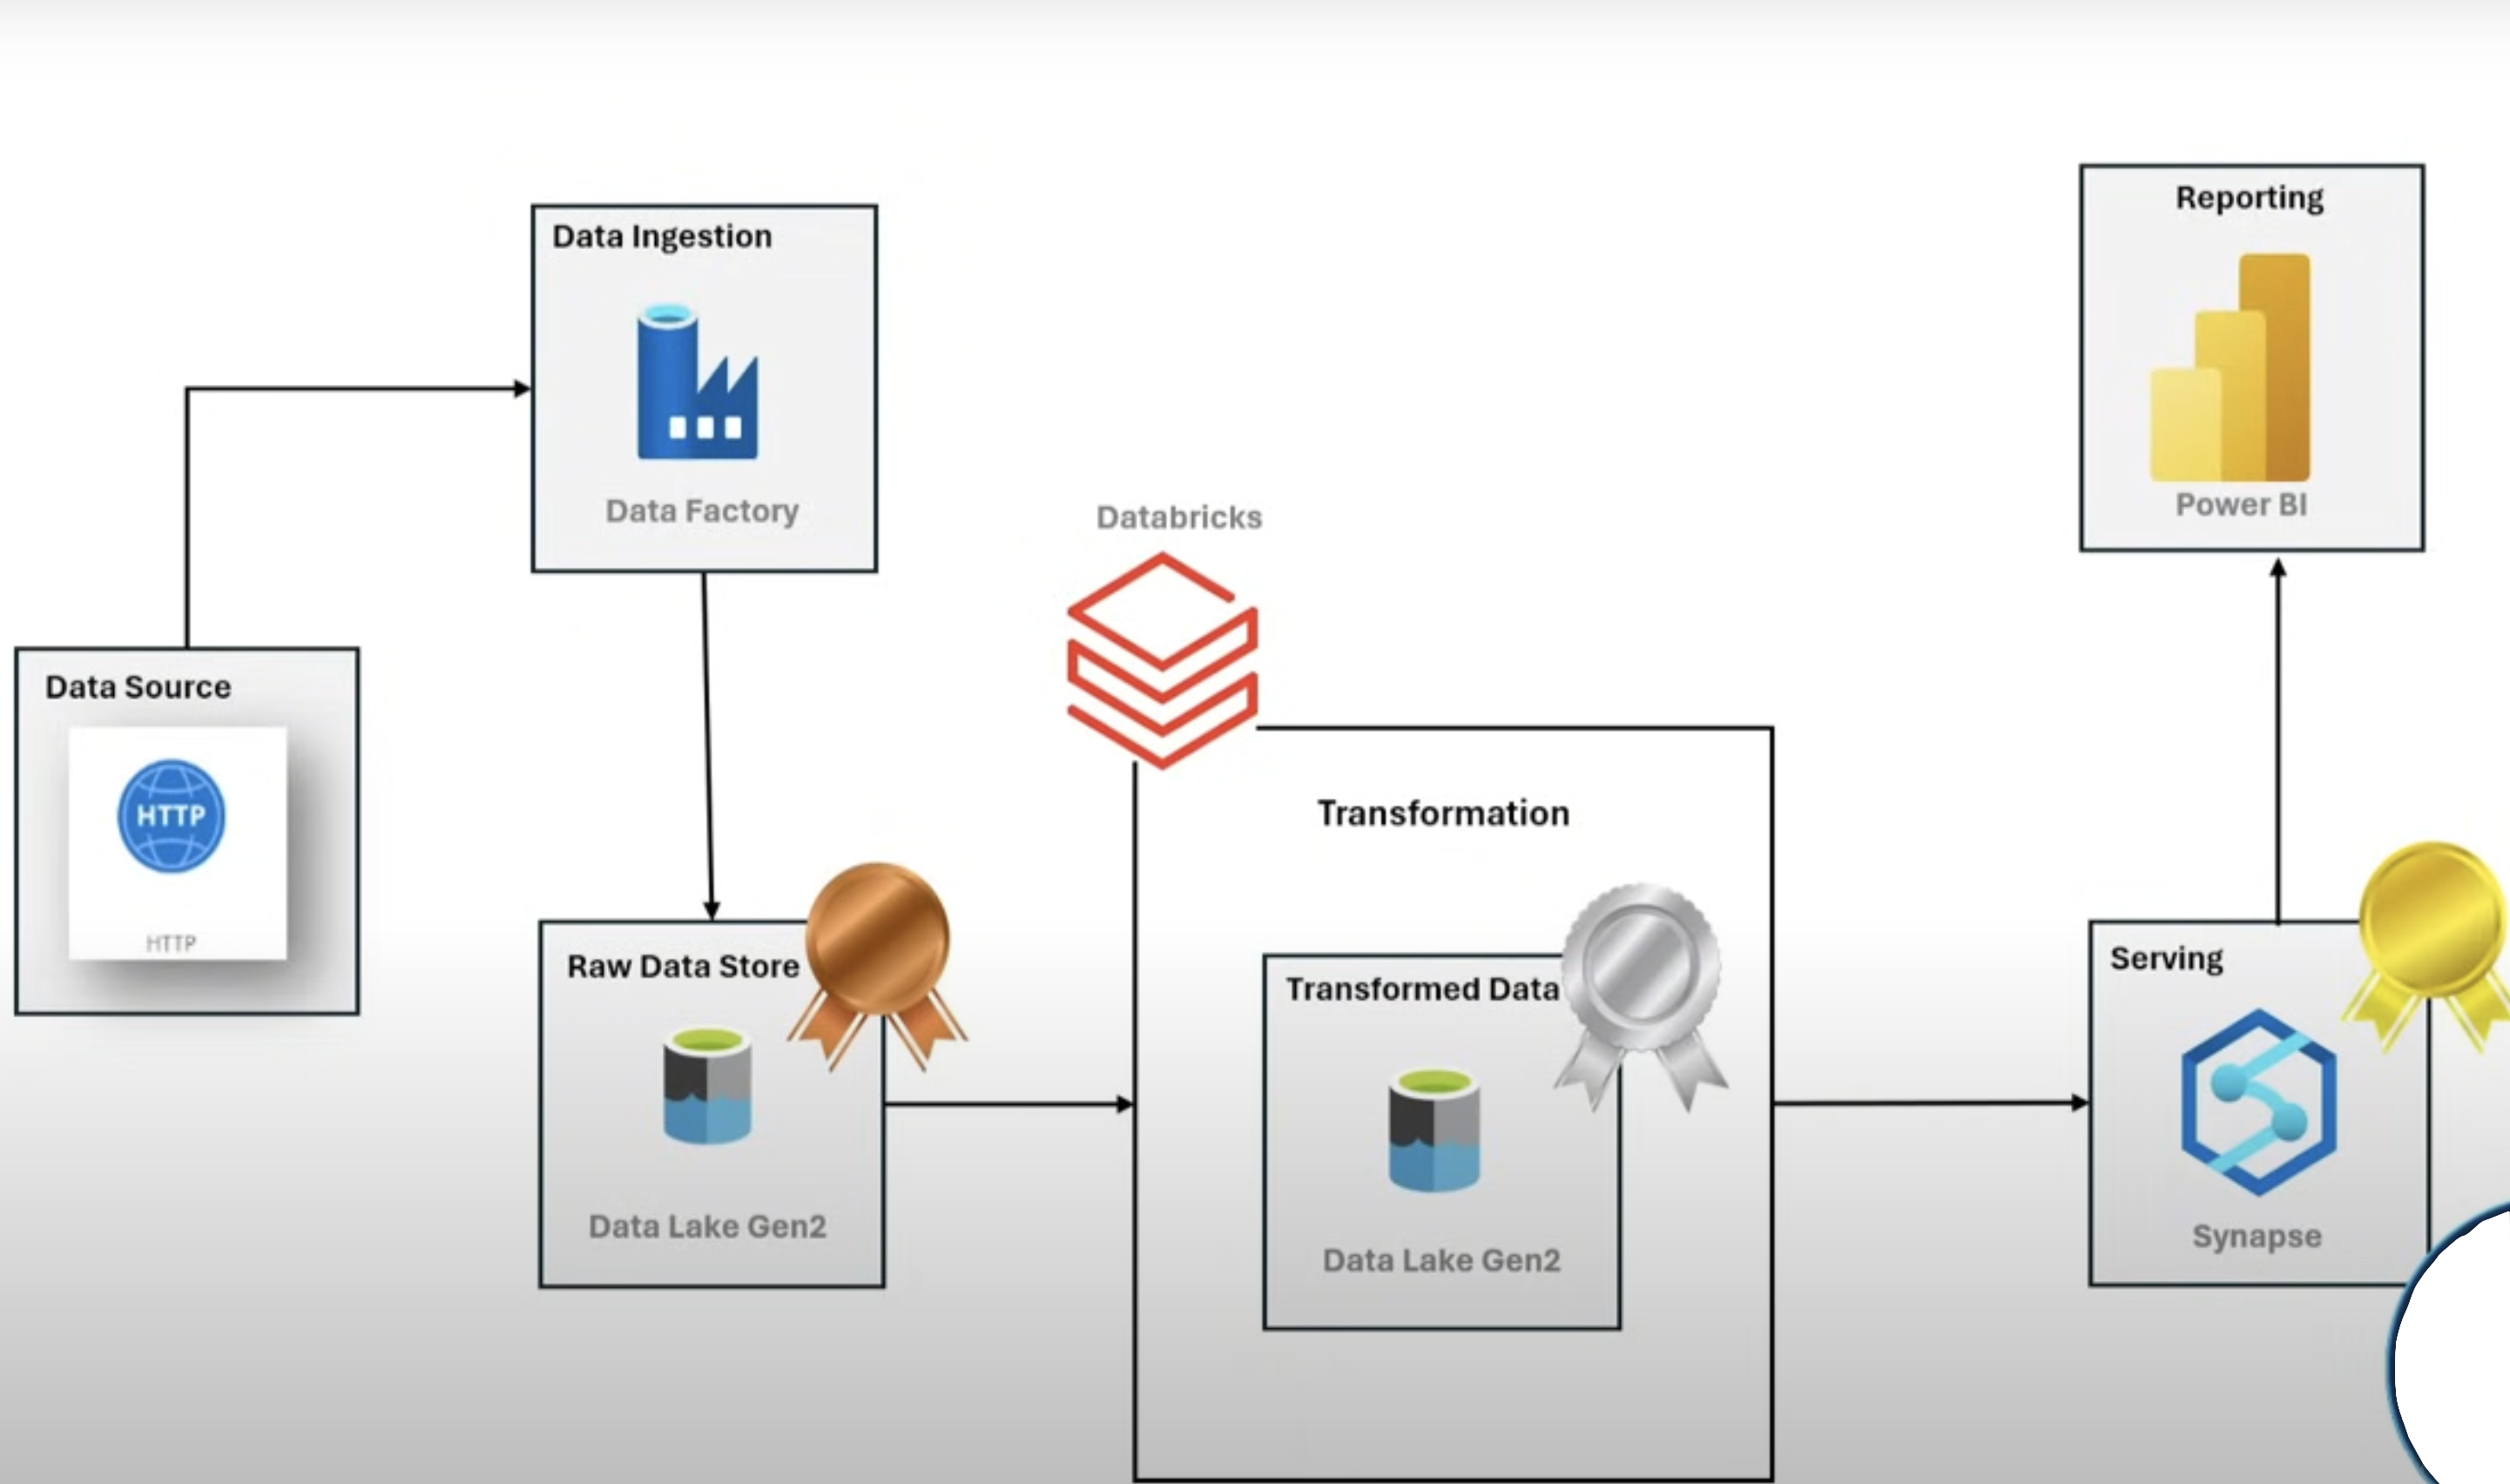 Data Source
HTTP
HTTP
Data Ingestion
Data Factory
Raw Data Store
Data Lake Gen2
Databricks
Transformation
Transformed Data
Data Lake Gen2
Serving
Synapse
Reporting
Power BI